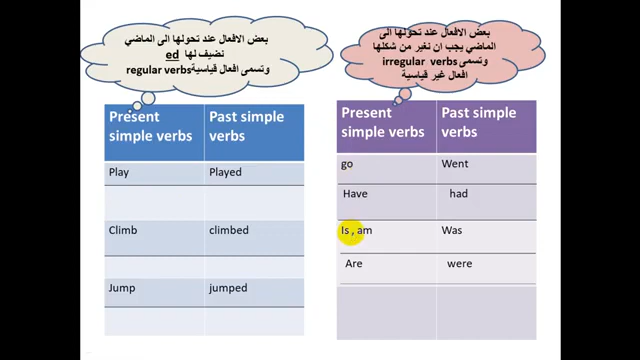 بعض الافعال عند تحولها الى الماضي
نضيف لها ed
وتسمى افعال قياسية regular verbs
بعض الافعال عند تحولها الى
الماضي يجب ان نغير من شكلها
وتسمى irregular verbs
افعال غير قياسية
Present simple verbs Past simple verbs
Play Played
Climb climbed
Jump jumped
Present simple verbs Past simple verbs
go Went
Have had
Is , am Was
Are were